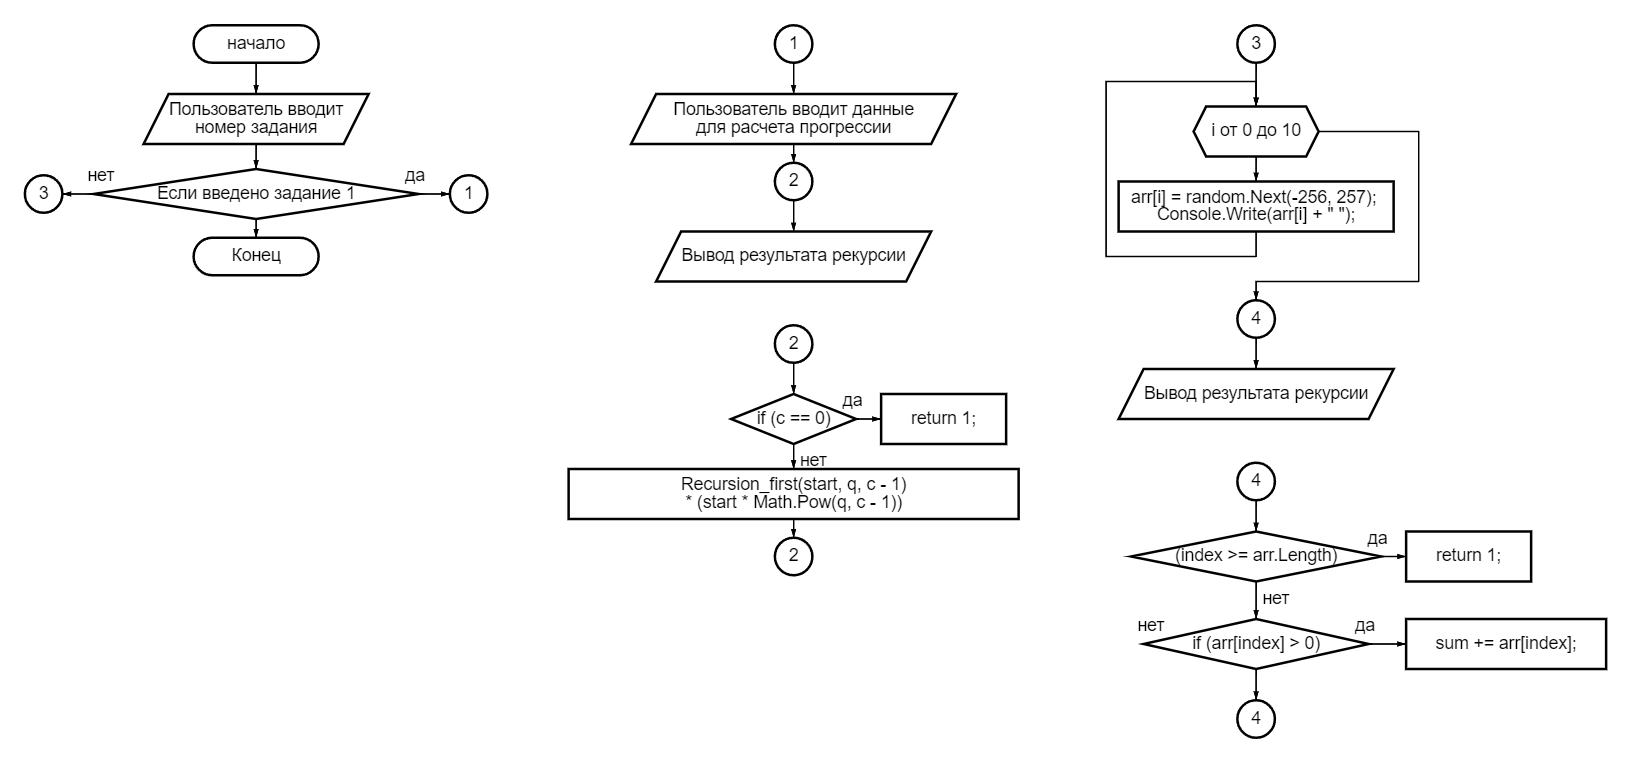 начало
Пользователь вводит
номер задания
нет
да
3
Если введено задание 1
1
Конец
1
Пользователь вводит данные
для расчета прогрессии
2
Вывод результата рекурсии
2
if (c == 0)
да
return 1;
нет
Recursion_first(start, q, c - 1)
* (start * Math.Pow(q, c - 1))
2
3
i от 0 до 10
arr[i] = random.Next(-256, 257);
Console.Write(arr[i] + " ");
4
Вывод результата рекурсии
4
(index >= arr.Length)
да
return 1;
нет
нет
if (arr[index] > 0)
да
sum += arr[index];
4